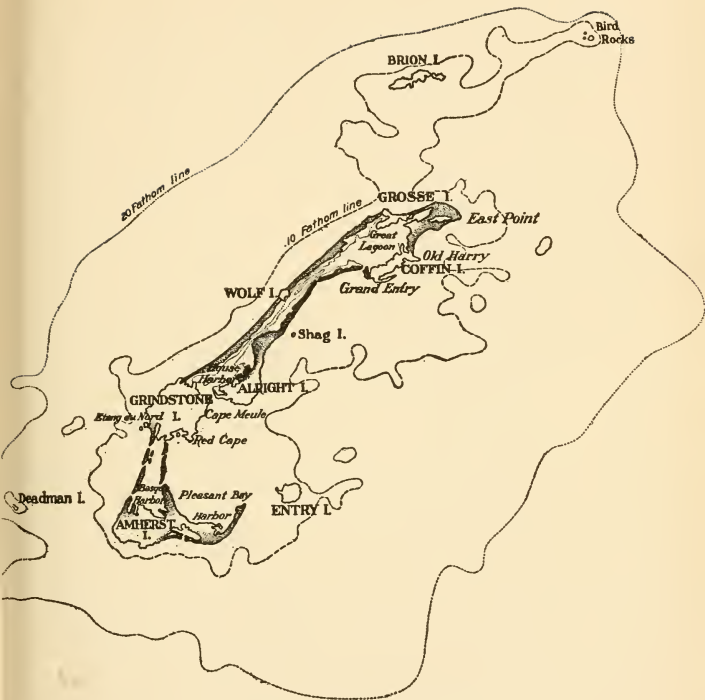 Bird
Rocks
BRION I.
20 Fathom line
10 Fathom line
GROSSE I.
East Point
Great
Lagoon
Old Harry
COFFIN I.
Grand Entry
WOLF I.
Shag I.
House
Harbor
ALRIGHT I.
GRINDSTONE
I.
Cape Meule
Etang du Nord
Red Cape
Basque
Harbor
Pleasant Bay
Harbor
AMHERST
I.
ENTRY I.
Deadman I.